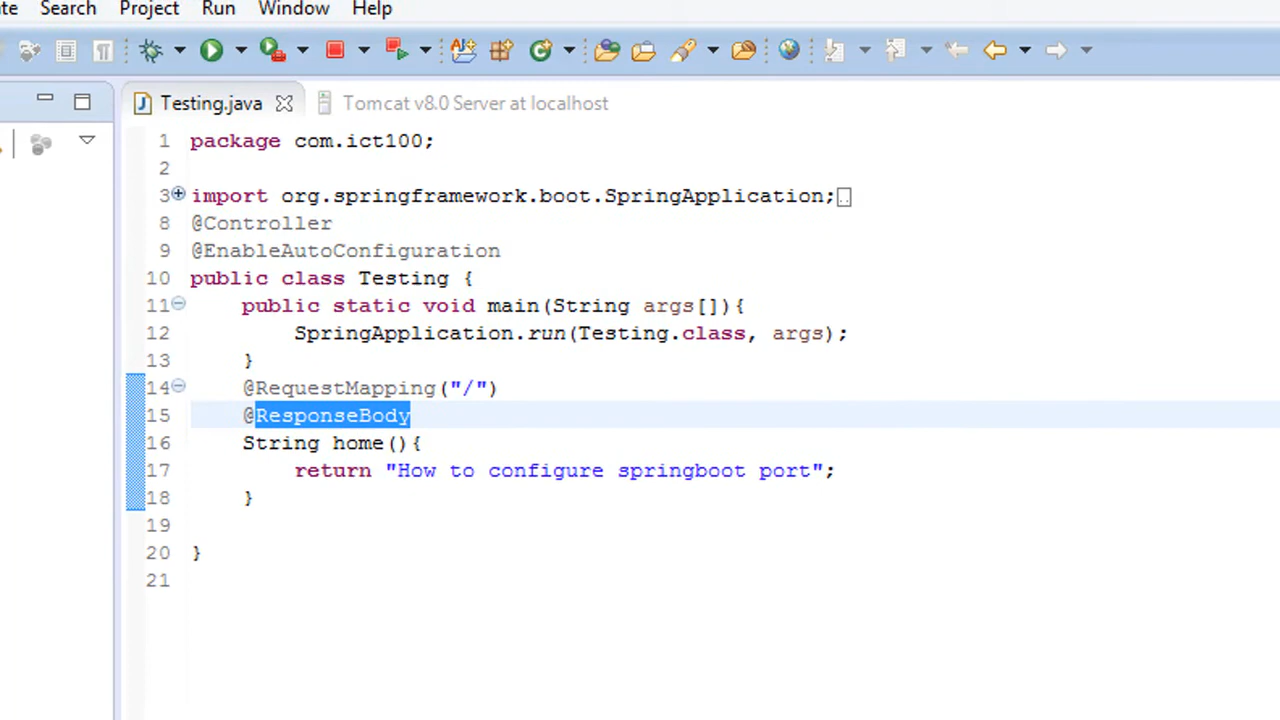 ate Search Project Run Window Help
Testing.java Tomcat v8.0 Server at localhost
1 package com.ict100;
2
3 import org.springframework.boot.SpringApplication;
8 @Controller
9 @EnableAutoConfiguration
10 public class Testing {
11 public static void main(String args[]){
12 SpringApplication.run(Testing.class, args);
13 }
14 @RequestMapping("/")
15 @ResponseBody
16 String home(){
17 return "How to configure springboot port";
18 }
19
20 }
21